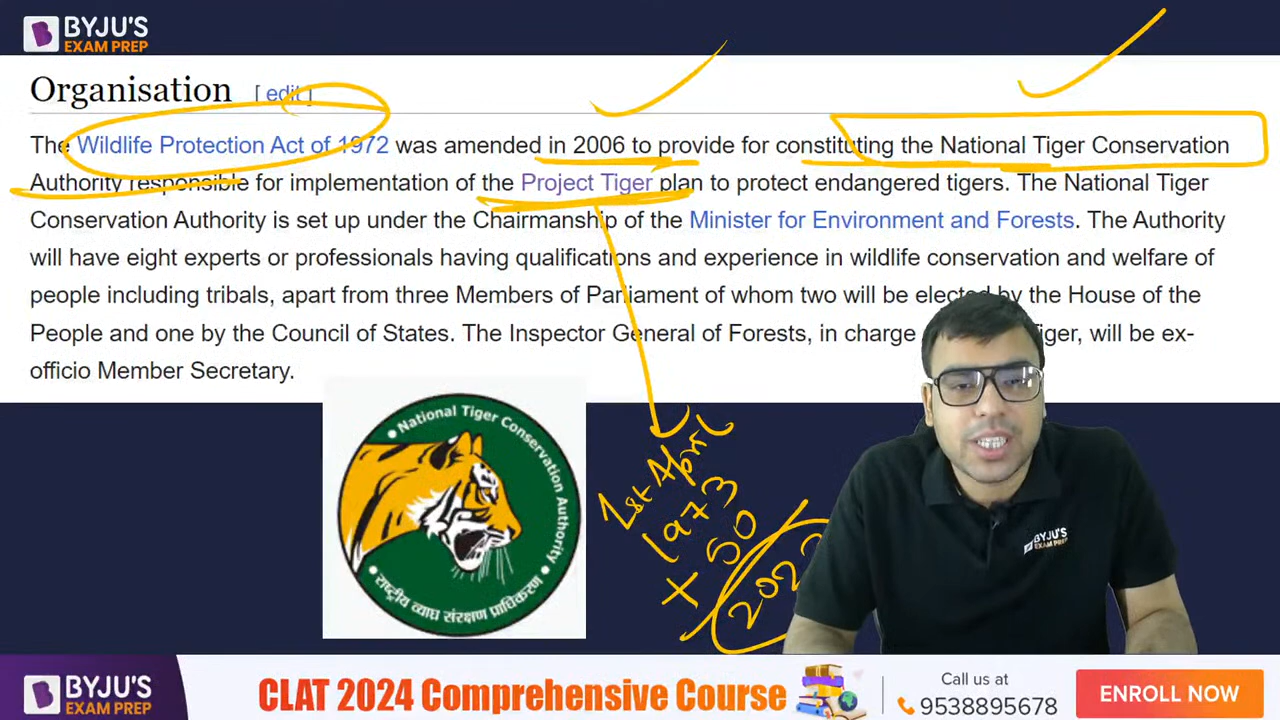 BYJU'S
EXAM PREP
Organisation [ edit ]
The Wildlife Protection Act of 1972 was amended in 2006 to provide for constituting the National Tiger Conservation
Authority responsible for implementation of the Project Tiger plan to protect endangered tigers. The National Tiger
Conservation Authority is set up under the Chairmanship of the Minister for Environment and Forests. The Authority
will have eight experts or professionals having qualifications and experience in wildlife conservation and welfare of
people including tribals, apart from three Members of Parliament of whom two will be elected by the House of the
People and one by the Council of States. The Inspector General of Forests, in charge Tiger, will be ex-
officio Member Secretary.
National Tiger Conservation Authority
राष्ट्रीय व्याघ्र संरक्षण प्राधिकरण
1st April
1973
+ 50
BYJU'S
EXAM PREP
BYJU'S
EXAM PREP
CLAT 2024 Comprehensive Course
Call us at
9538895678
ENROLL NOW